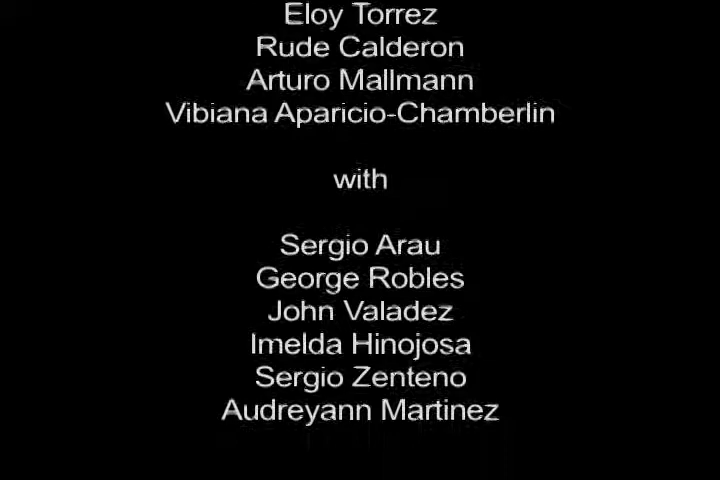 Eloy Torrez
Rude Calderon
Arturo Mallmann
Vibiana Aparicio-Chamberlin
with
Sergio Arau
George Robles
John Valadez
Imelda Hinojosa
Sergio Zenteno
Audreyann Martinez